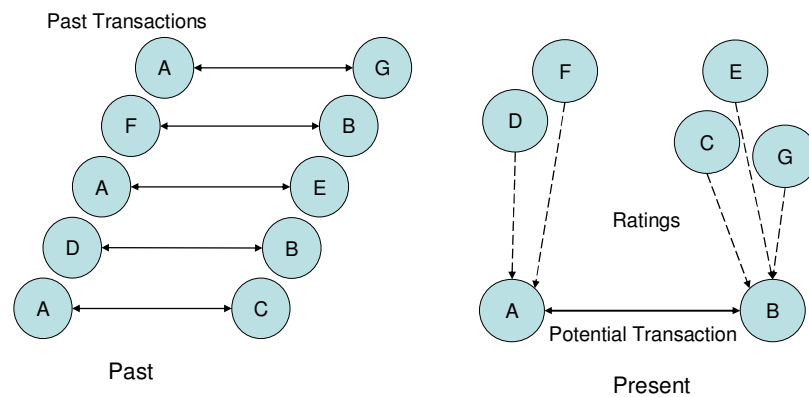 Past Transactions
A G
F B
A E
D B
A C
Past
F E
D C G
Ratings
A B
Potential Transaction
Present